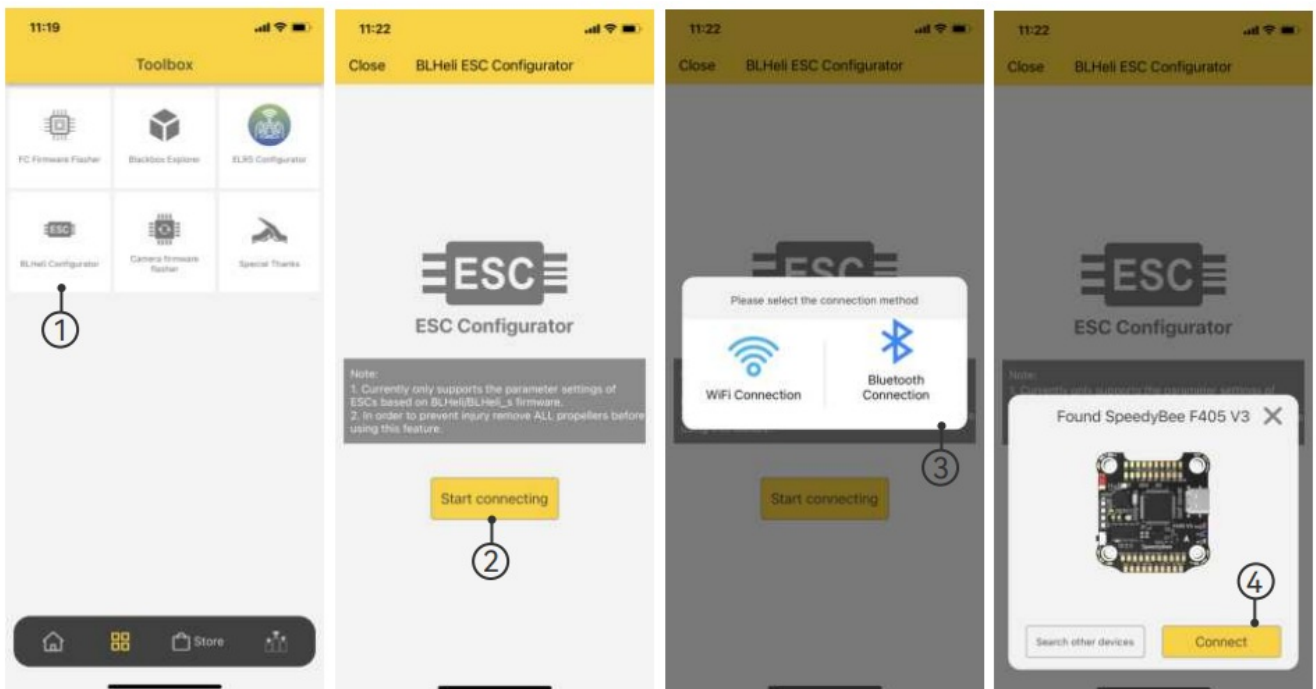 11:19
Toolbox
FC Firmware Flasher
Blackbox Explorer
ELRS Configurator
ESC
BLHeli Configurator
Camera firmware
flasher
Special Thanks
1
Store
11:22
Close
BLHeli ESC Configurator
ESC
ESC Configurator
Note:
1. Currently only supports the parameter settings of
ESCs based on BLHeli/BLHeli_s firmware.
2. In order to prevent injury remove ALL propellers before
using this feature.
Start connecting
2
11:22
Close
BLHeli ESC Configurator
ESC
Please select the connection method
WiFi Connection
Bluetooth
Connection
3
Start connecting
11:22
Close
BLHeli ESC Configurator
ESC
ESC Configurator
Note:
1. Currently only supports the parameter settings of
Found SpeedyBee F405 V3
SpeedyBee
4
Search other devices
Connect